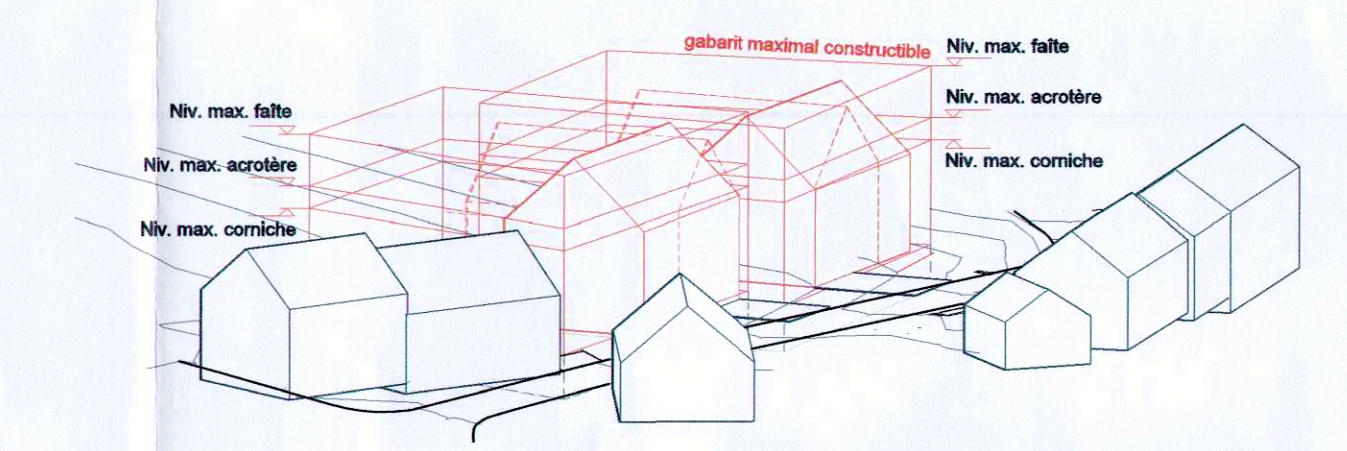 gabarit maximal constructible
Niv. max. faîte
Niv. max. acrotère
Niv. max. corniche
Niv. max. faîte
Niv. max. acrotère
Niv. max. corniche